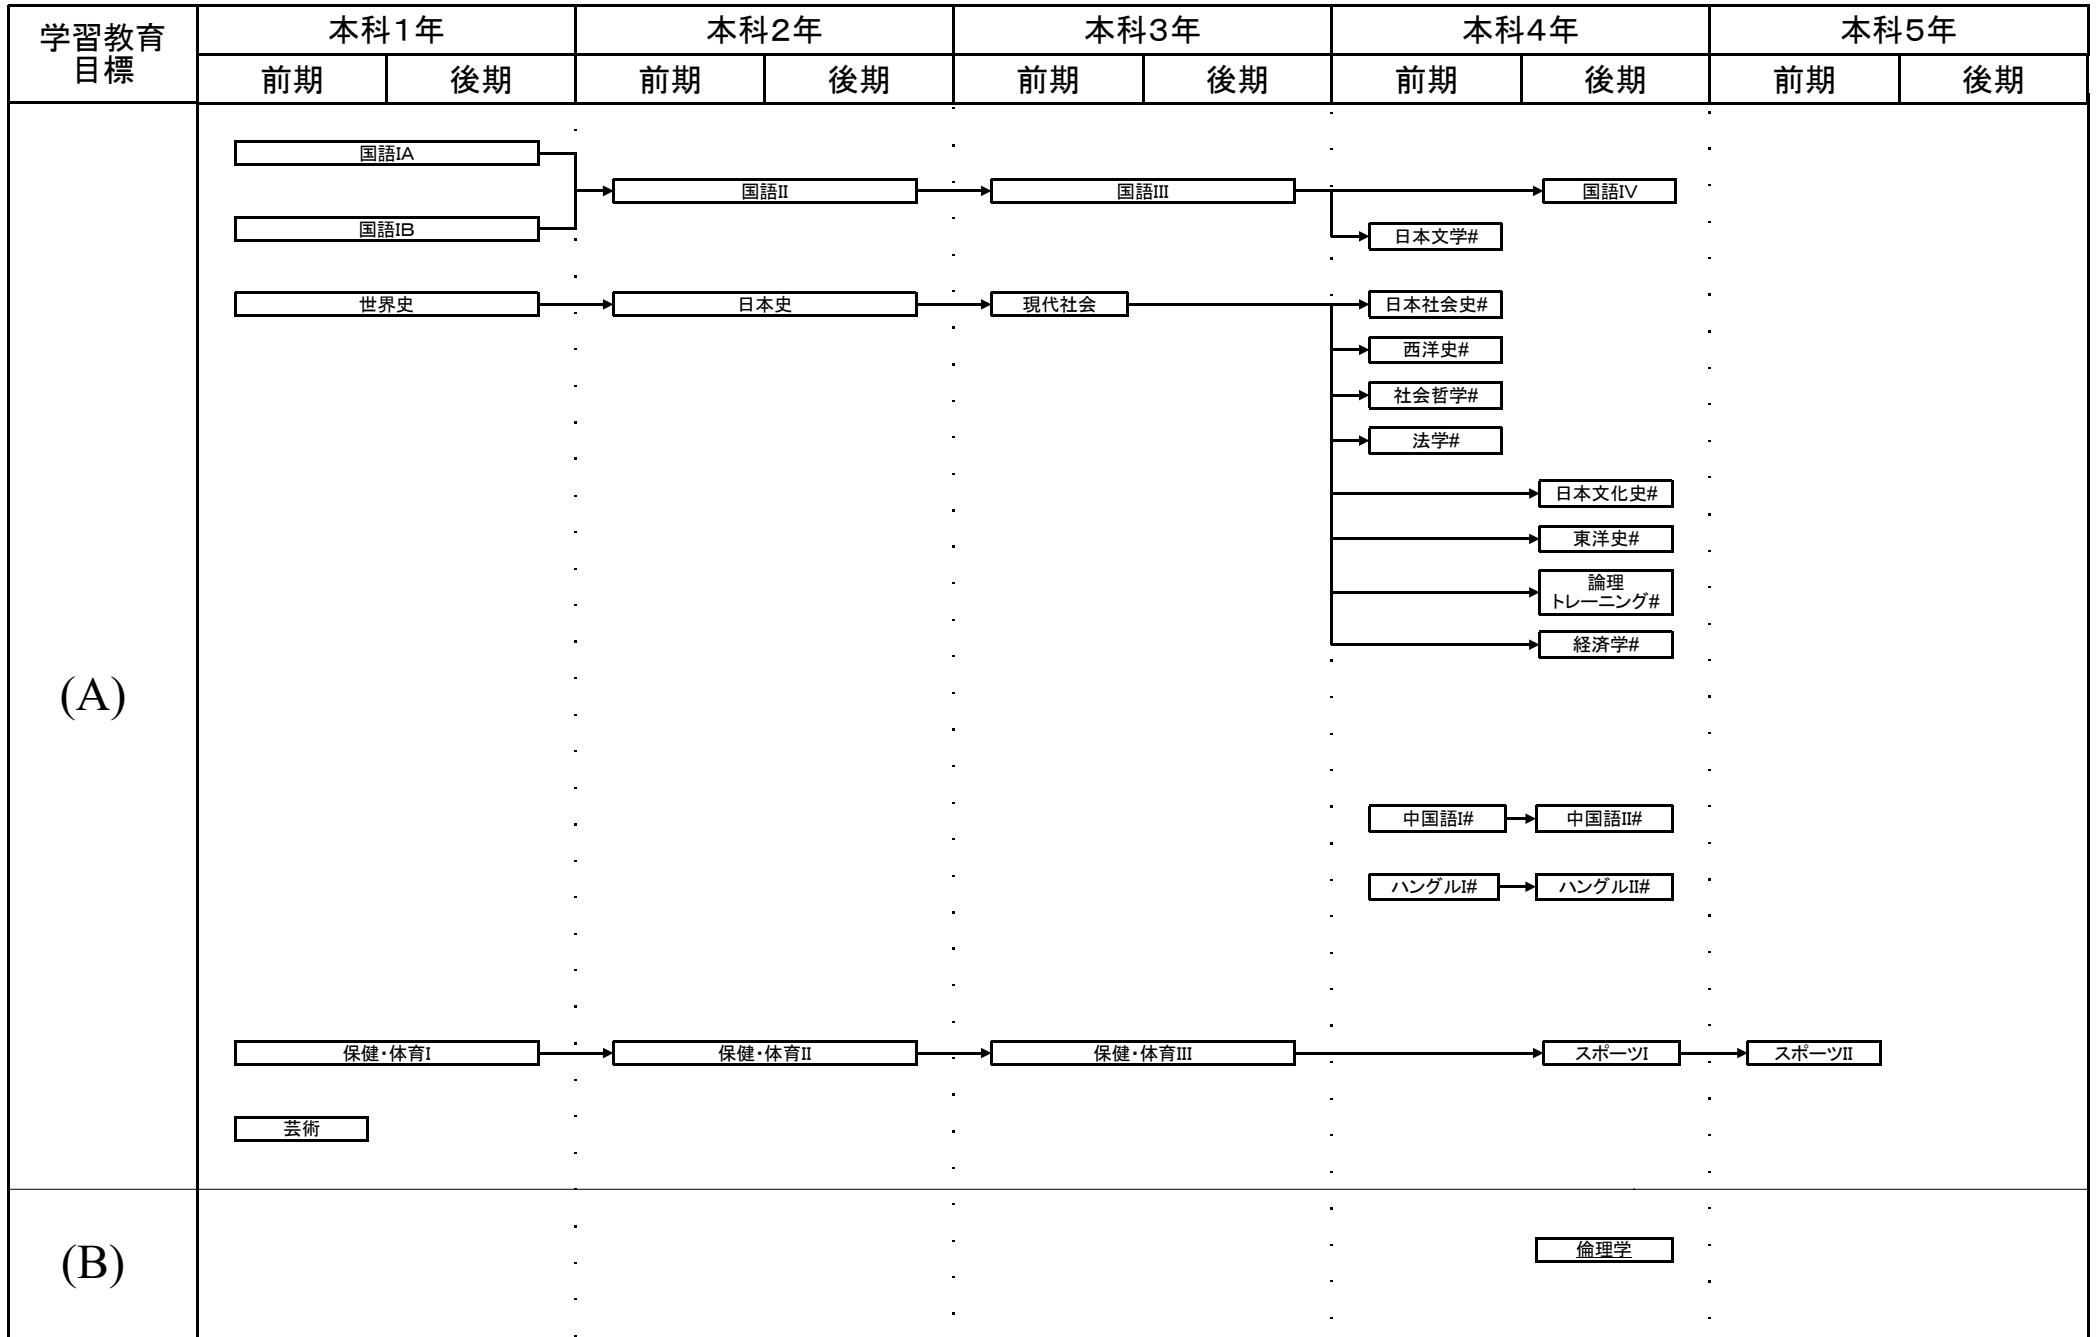 学習教育
目標
本科1年
本科2年
本科3年
本科4年
本科5年
前期
後期
前期
後期
前期
後期
前期
後期
前期
後期
(A)
国語IA
国語IB
国語II
国語III
国語IV
日本文学#
世界史
日本史
現代社会
日本社会史#
西洋史#
社会哲学#
法学#
日本文化史#
東洋史#
論理
トレーニング#
経済学#
中国語I#
中国語II#
ハングルI#
ハングルII#
保健・体育I
保健・体育II
保健・体育III
スポーツI
スポーツII
芸術
(B)
倫理学